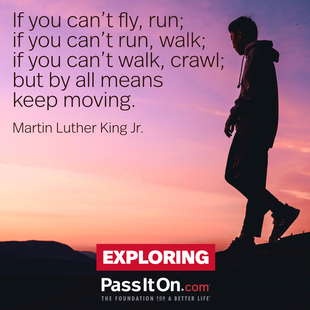 If you can't fly, run;
if you can't run, walk;
if you can't walk, crawl;
but by all means
keep moving.
Martin Luther King Jr.
EXPLORING
PassItOn.com®
THE FOUNDATION FOR A BETTER LIFE®